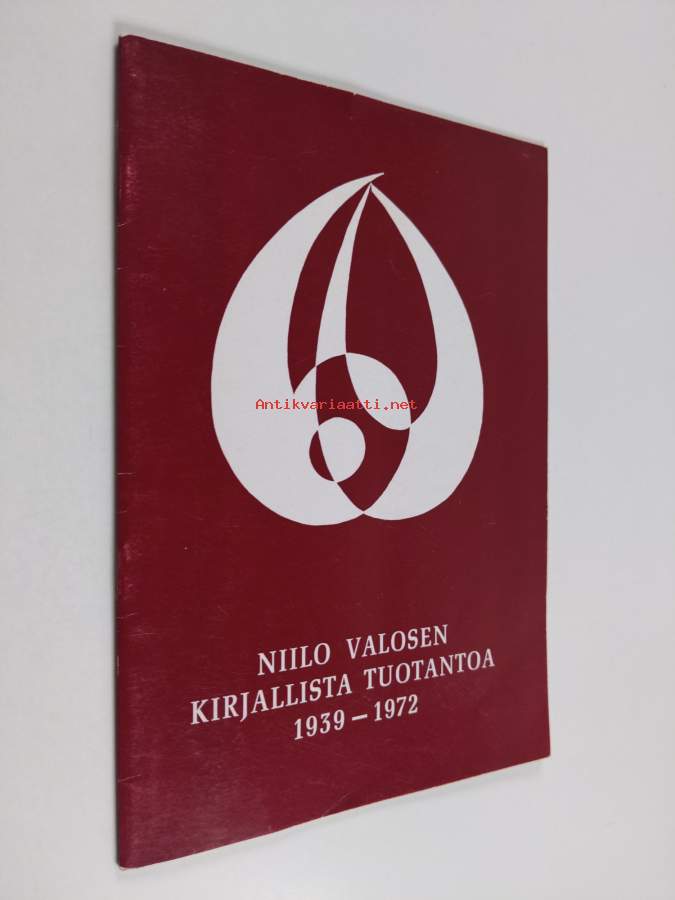 Antikvariaatti.net
NIILO VALOSEN
KIRJALLISTA TUOTANTOA
1939 — 1972